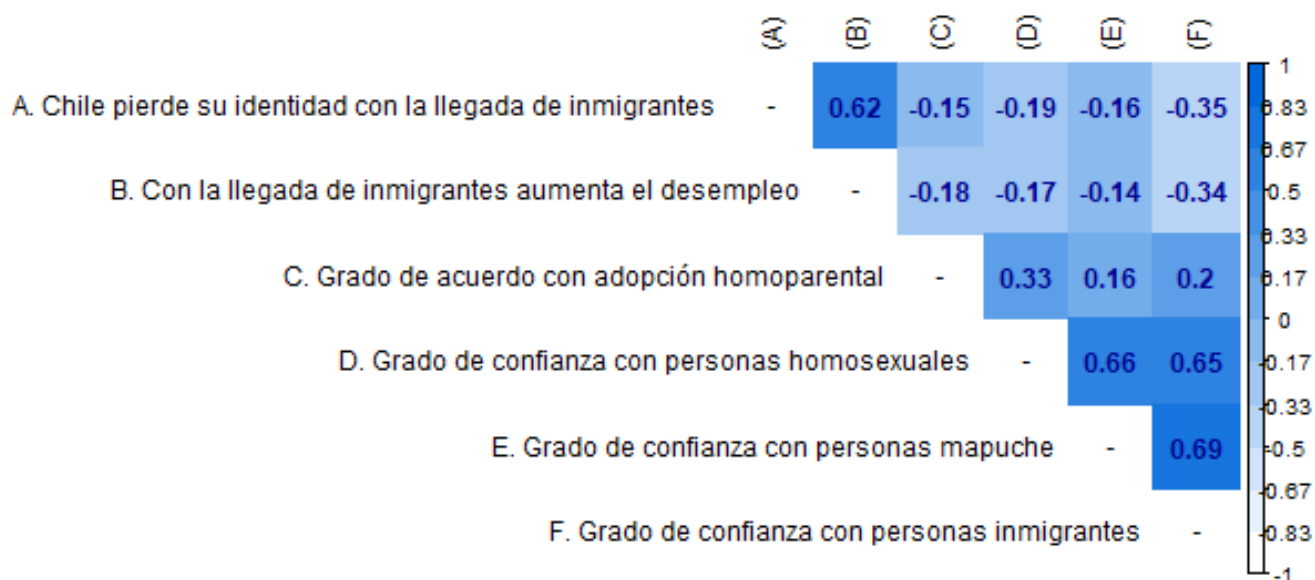 (A) (B) (C) (D) (E) (F)
A. Chile pierde su identidad con la llegada de inmigrantes - 0.62 -0.15 -0.19 -0.16 -0.35
B. Con la llegada de inmigrantes aumenta el desempleo - -0.18 -0.17 -0.14 -0.34
C. Grado de acuerdo con adopción homoparental - 0.33 0.16 0.2
D. Grado de confianza con personas homosexuales - 0.66 0.65
E. Grado de confianza con personas mapuche - 0.69
F. Grado de confianza con personas inmigrantes -
1
0.83
0.67
0.5
0.33
0.17
0
-0.17
-0.33
-0.5
-0.67
-0.83
-1